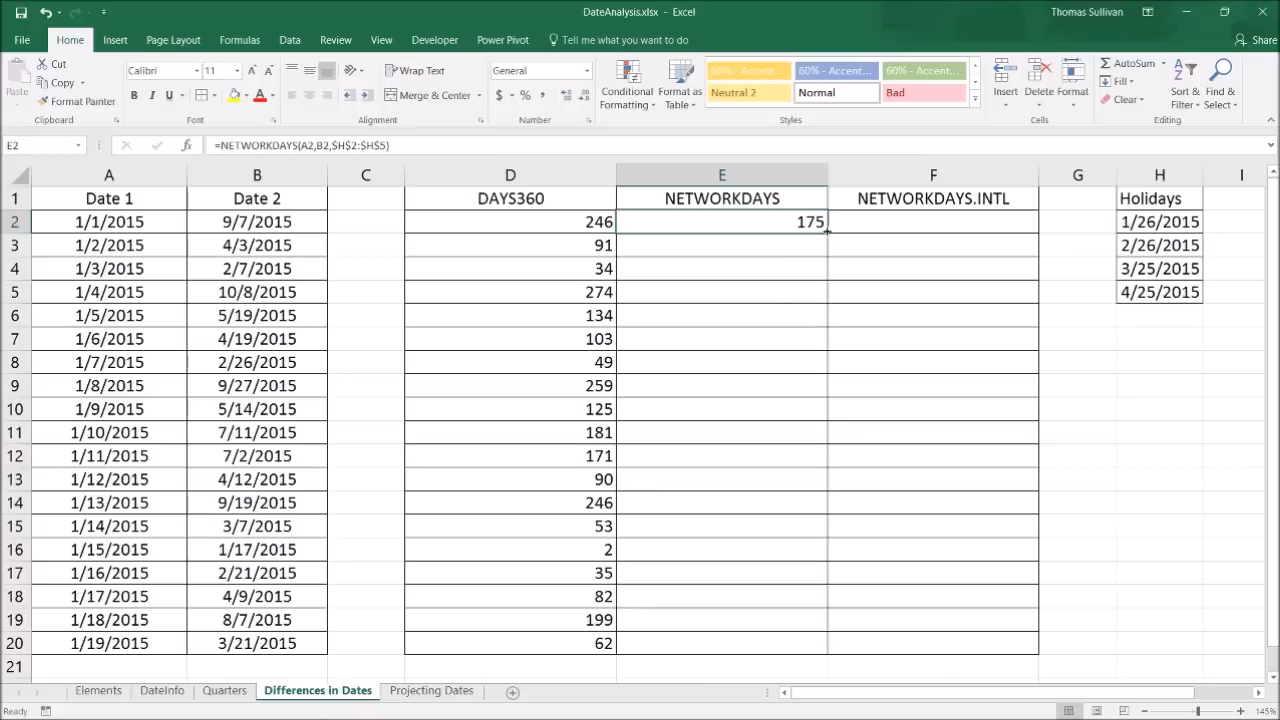 DateAnalysis.xlsx - Excel
Thomas Sullivan
File Home Insert Page Layout Formulas Data Review View Developer Power Pivot Tell me what you want to do Share
Paste
Cut
Copy
Format Painter
Clipboard
Calibri 11
B I U A
Font
Wrap Text
Merge & Center
Alignment
General
$ % ,
Number
Conditional Formatting
Format as Table
60% - Accent... 60% - Accent... 60% - Accent...
Neutral 2 Normal Bad
Styles
Insert Delete Format
Cells
AutoSum
Fill
Clear
Sort & Filter
Find & Select
Editing
E2 fx =NETWORKDAYS(A2,B2,$H$2:$H$5)
A B C D E F G H I
1 Date 1 Date 2 DAYS360 NETWORKDAYS NETWORKDAYS.INTL Holidays
2 1/1/2015 9/7/2015 246 175 1/26/2015
3 1/2/2015 4/3/2015 91 2/26/2015
4 1/3/2015 2/7/2015 34 3/25/2015
5 1/4/2015 10/8/2015 274 4/25/2015
6 1/5/2015 5/19/2015 134
7 1/6/2015 4/19/2015 103
8 1/7/2015 2/26/2015 49
9 1/8/2015 9/27/2015 259
10 1/9/2015 5/14/2015 125
11 1/10/2015 7/11/2015 181
12 1/11/2015 7/2/2015 171
13 1/12/2015 4/12/2015 90
14 1/13/2015 9/19/2015 246
15 1/14/2015 3/7/2015 53
16 1/15/2015 1/17/2015 2
17 1/16/2015 2/21/2015 35
18 1/17/2015 4/9/2015 82
19 1/18/2015 8/7/2015 199
20 1/19/2015 3/21/2015 62
21
Elements DateInfo Quarters Differences in Dates Projecting Dates
Ready 145%